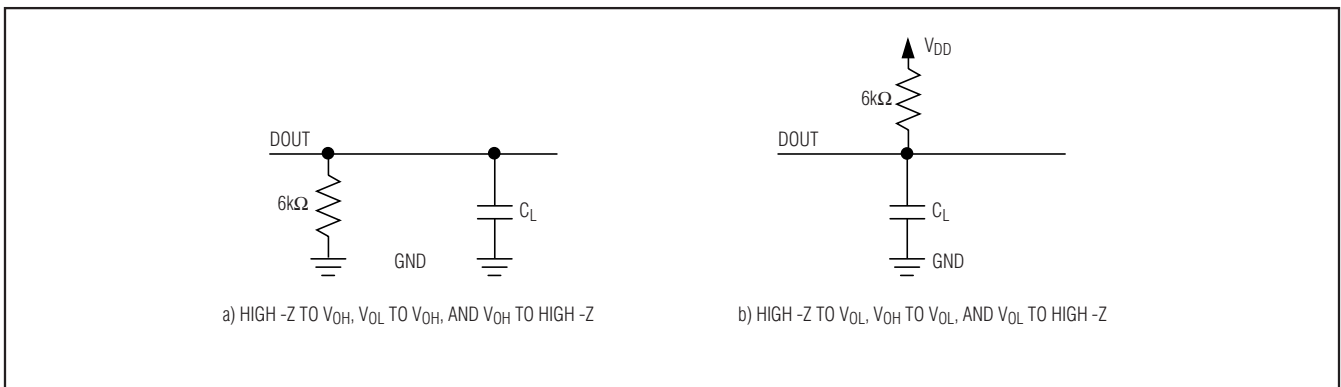 DOUT
6kΩ
CL
GND
a) HIGH -Z TO VOH, VOL TO VOH, AND VOH TO HIGH -Z
VDD
6kΩ
DOUT
CL
GND
b) HIGH -Z TO VOL, VOH TO VOL, AND VOL TO HIGH -Z